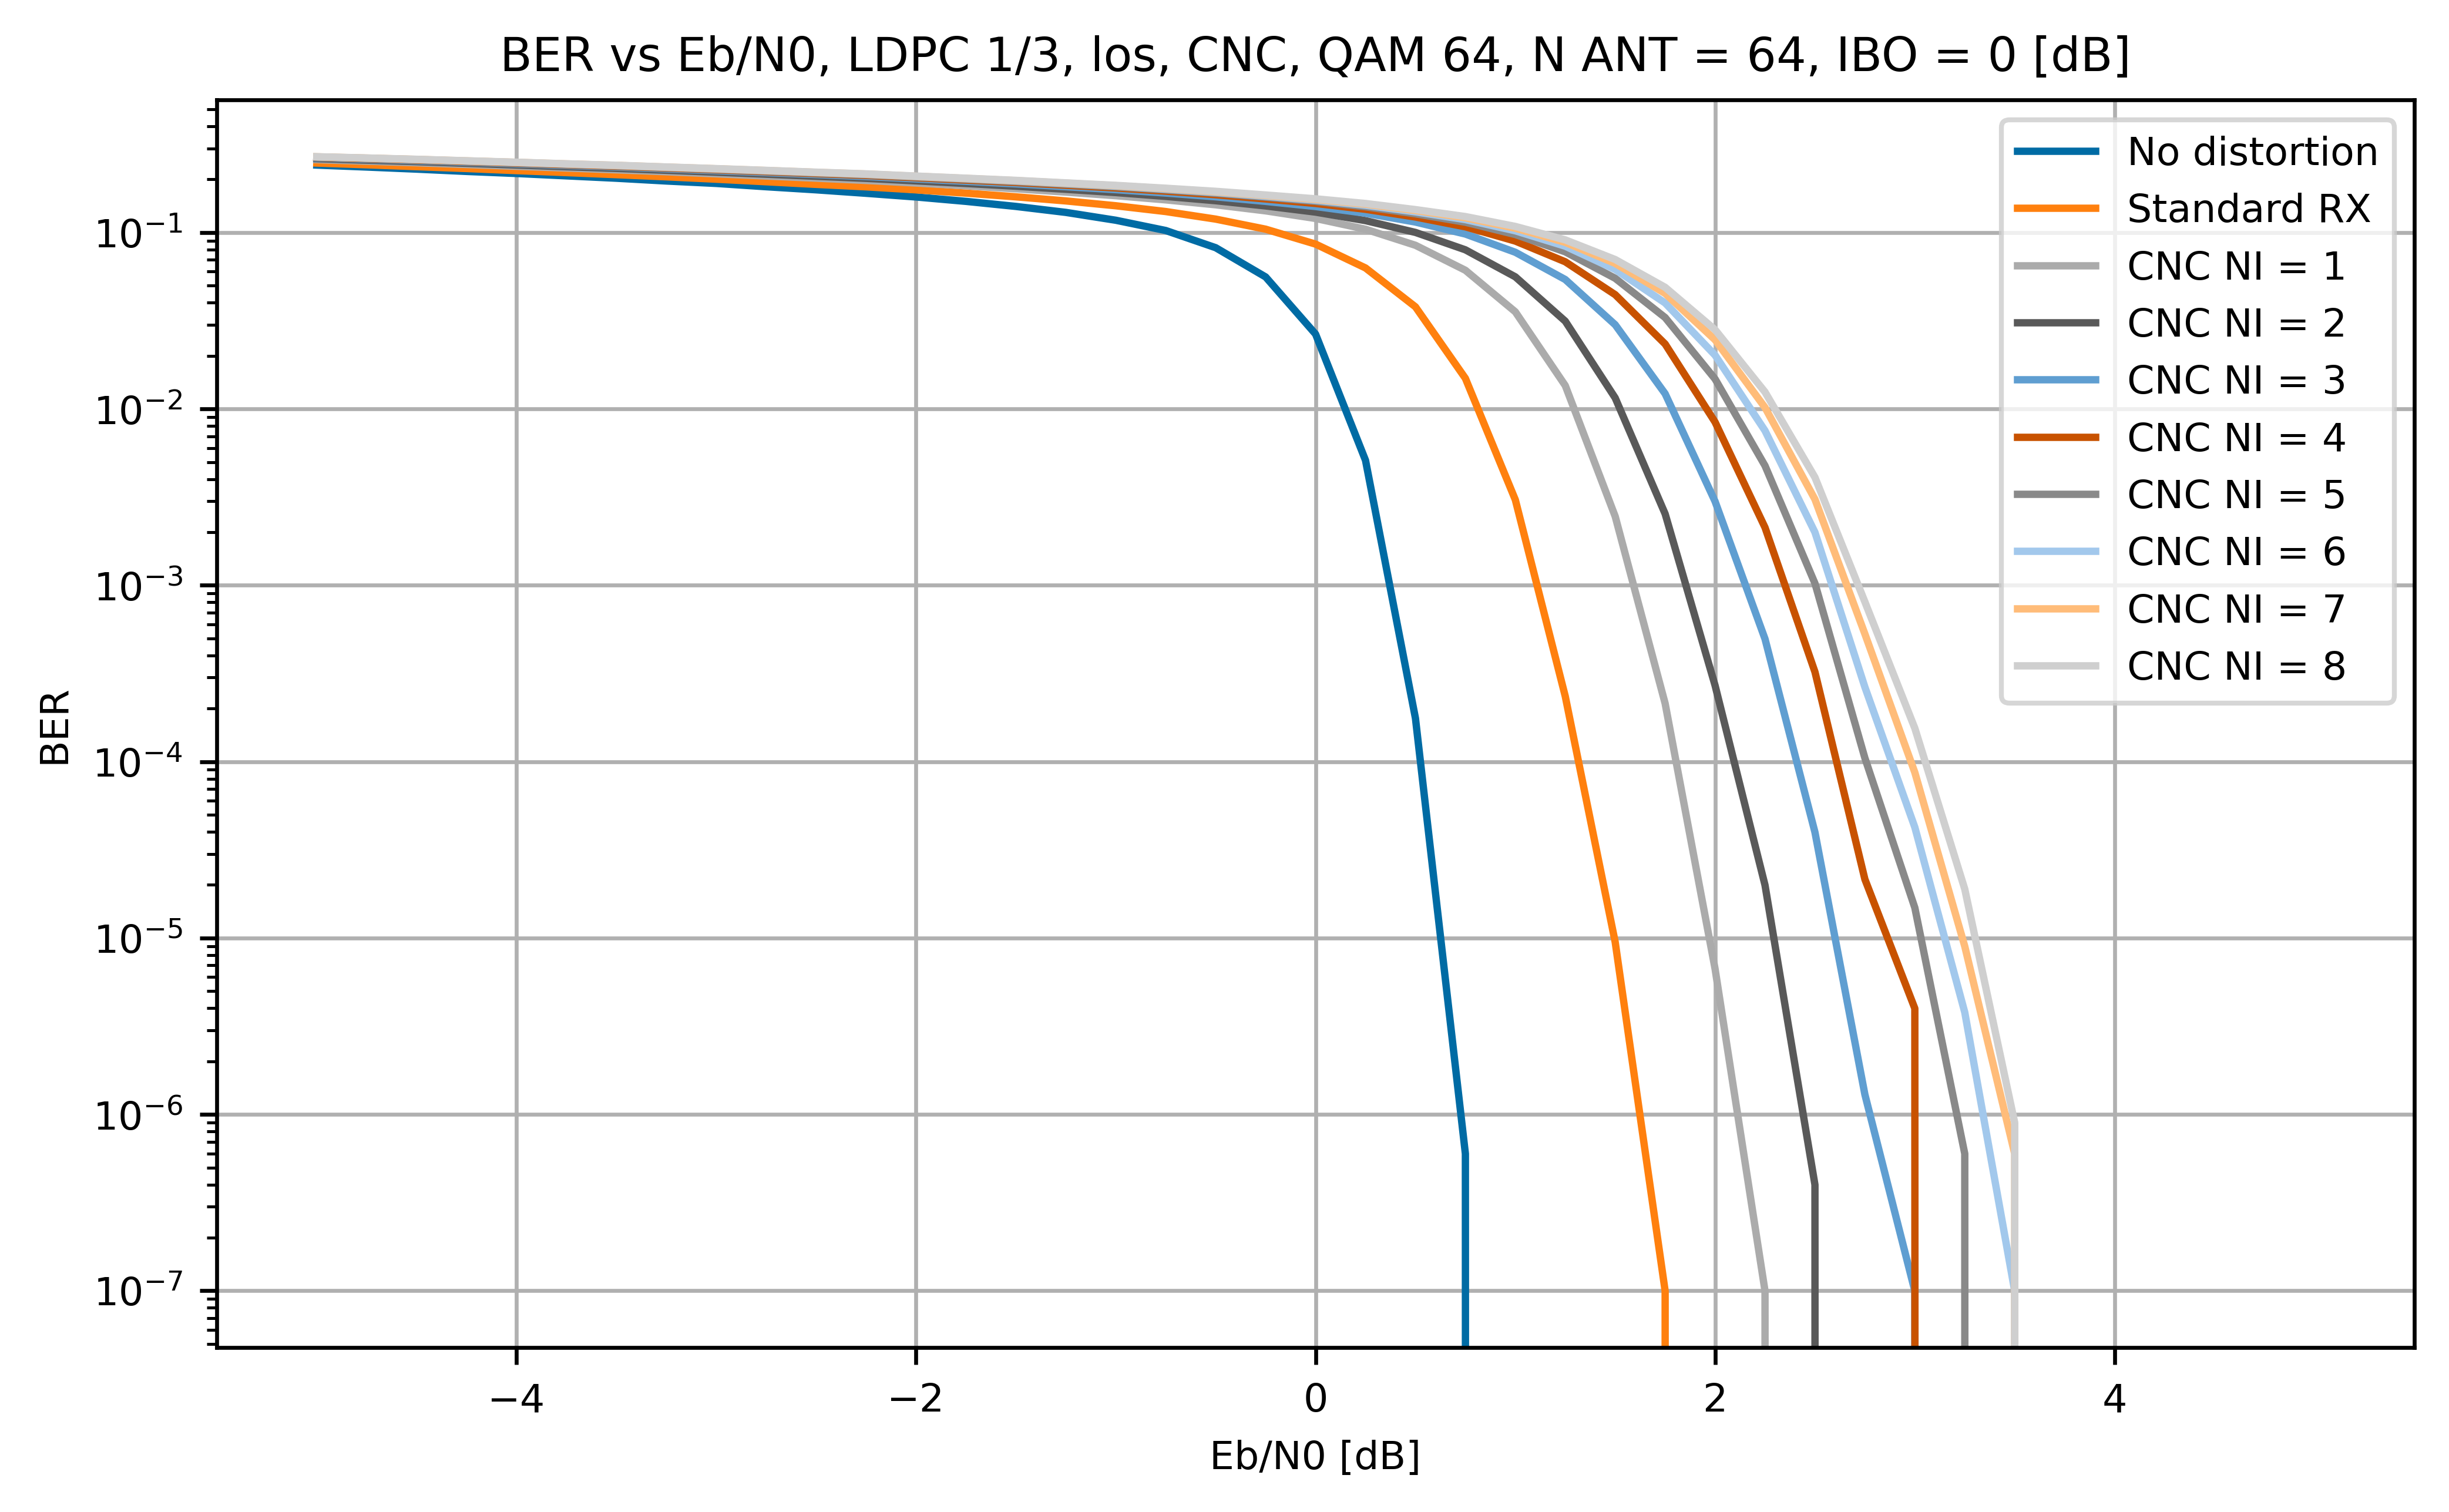 BER vs Eb/N0, LDPC 1/3, los, CNC, QAM 64, N ANT = 64, IBO = 0 [dB]
No distortion
Standard RX
CNC NI = 1
CNC NI = 2
CNC NI = 3
CNC NI = 4
CNC NI = 5
CNC NI = 6
CNC NI = 7
CNC NI = 8
BER
10⁻¹
10⁻²
10⁻³
10⁻⁴
10⁻⁵
10⁻⁶
10⁻⁷
−4 −2 0 2 4
Eb/N0 [dB]